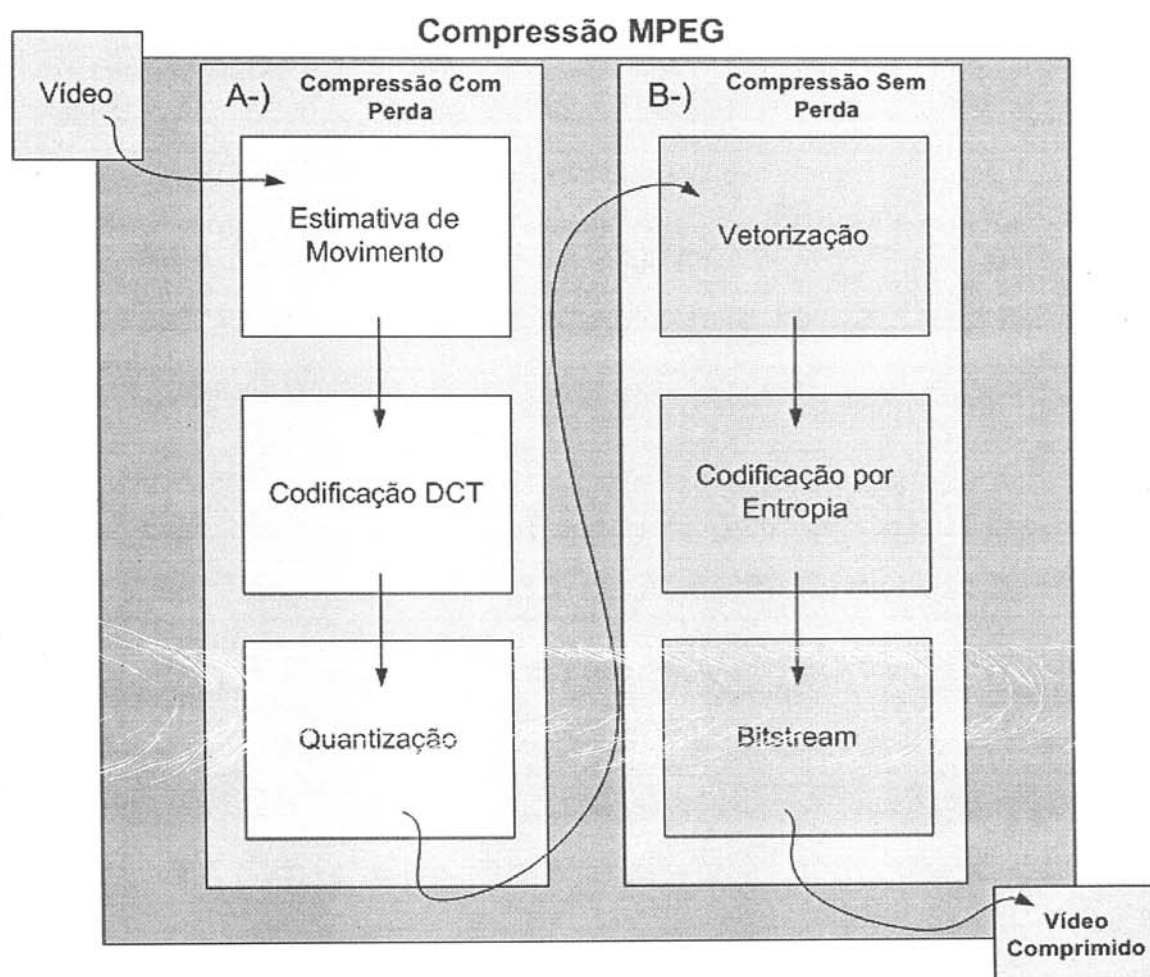 Compressão MPEG
Vídeo
A-)
Compressão Com
Perda
Estimativa de
Movimento
Codificação DCT
Quantização
B-)
Compressão Sem
Perda
Vetorização
Codificação por
Entropia
Bitstream
Vídeo
Comprimido